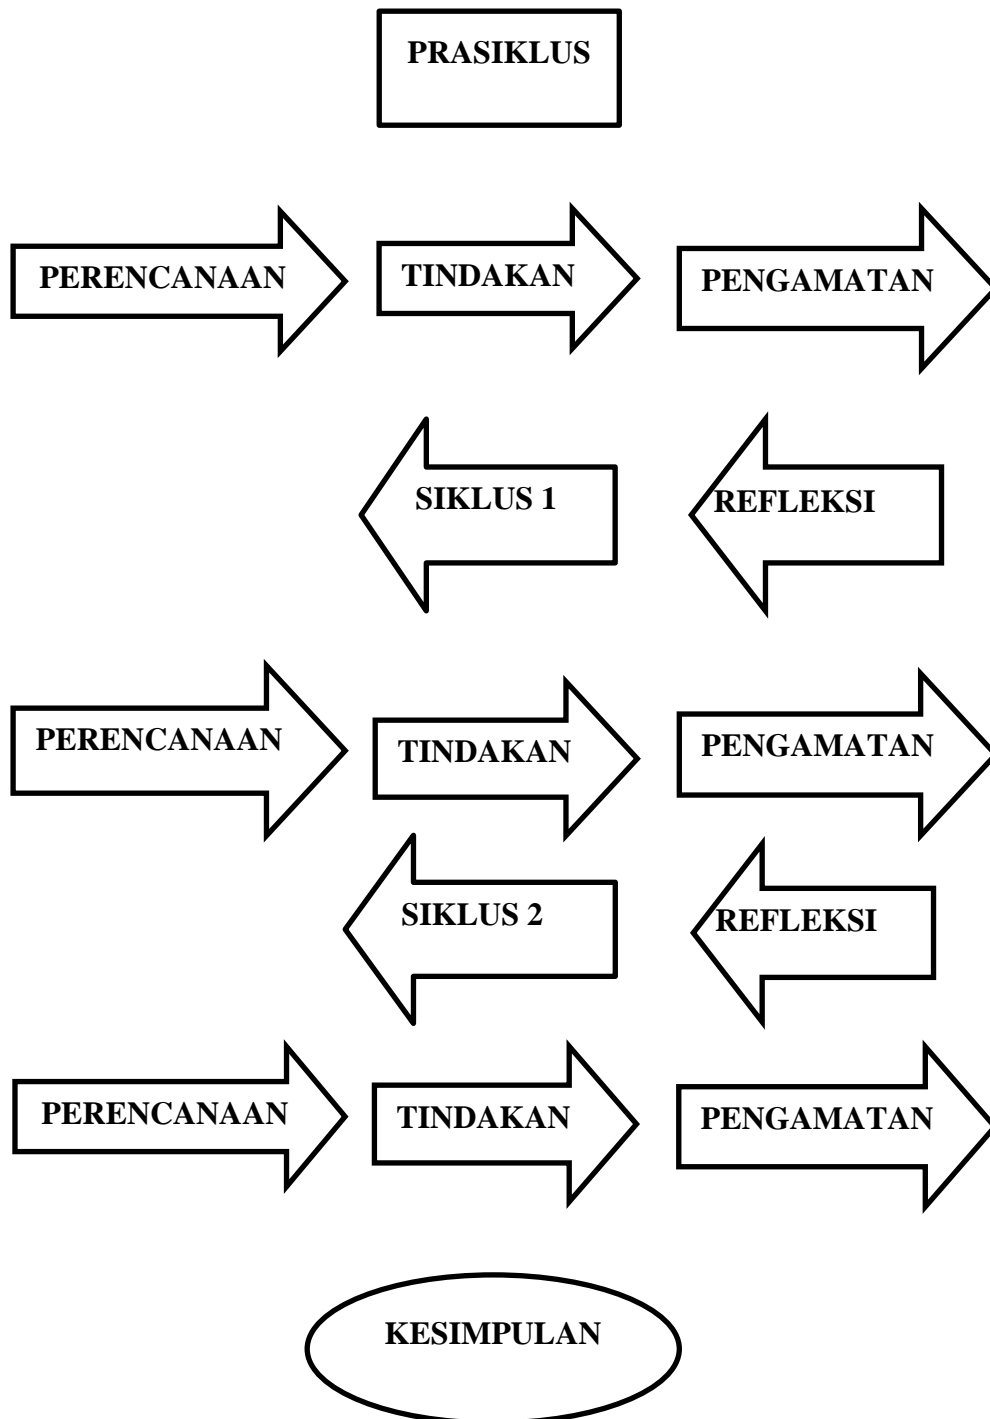 PRASIKLUS
PERENCANAAN
TINDAKAN
PENGAMATAN
SIKLUS 1
REFLEKSI
PERENCANAAN
TINDAKAN
PENGAMATAN
SIKLUS 2
REFLEKSI
PERENCANAAN
TINDAKAN
PENGAMATAN
KESIMPULAN